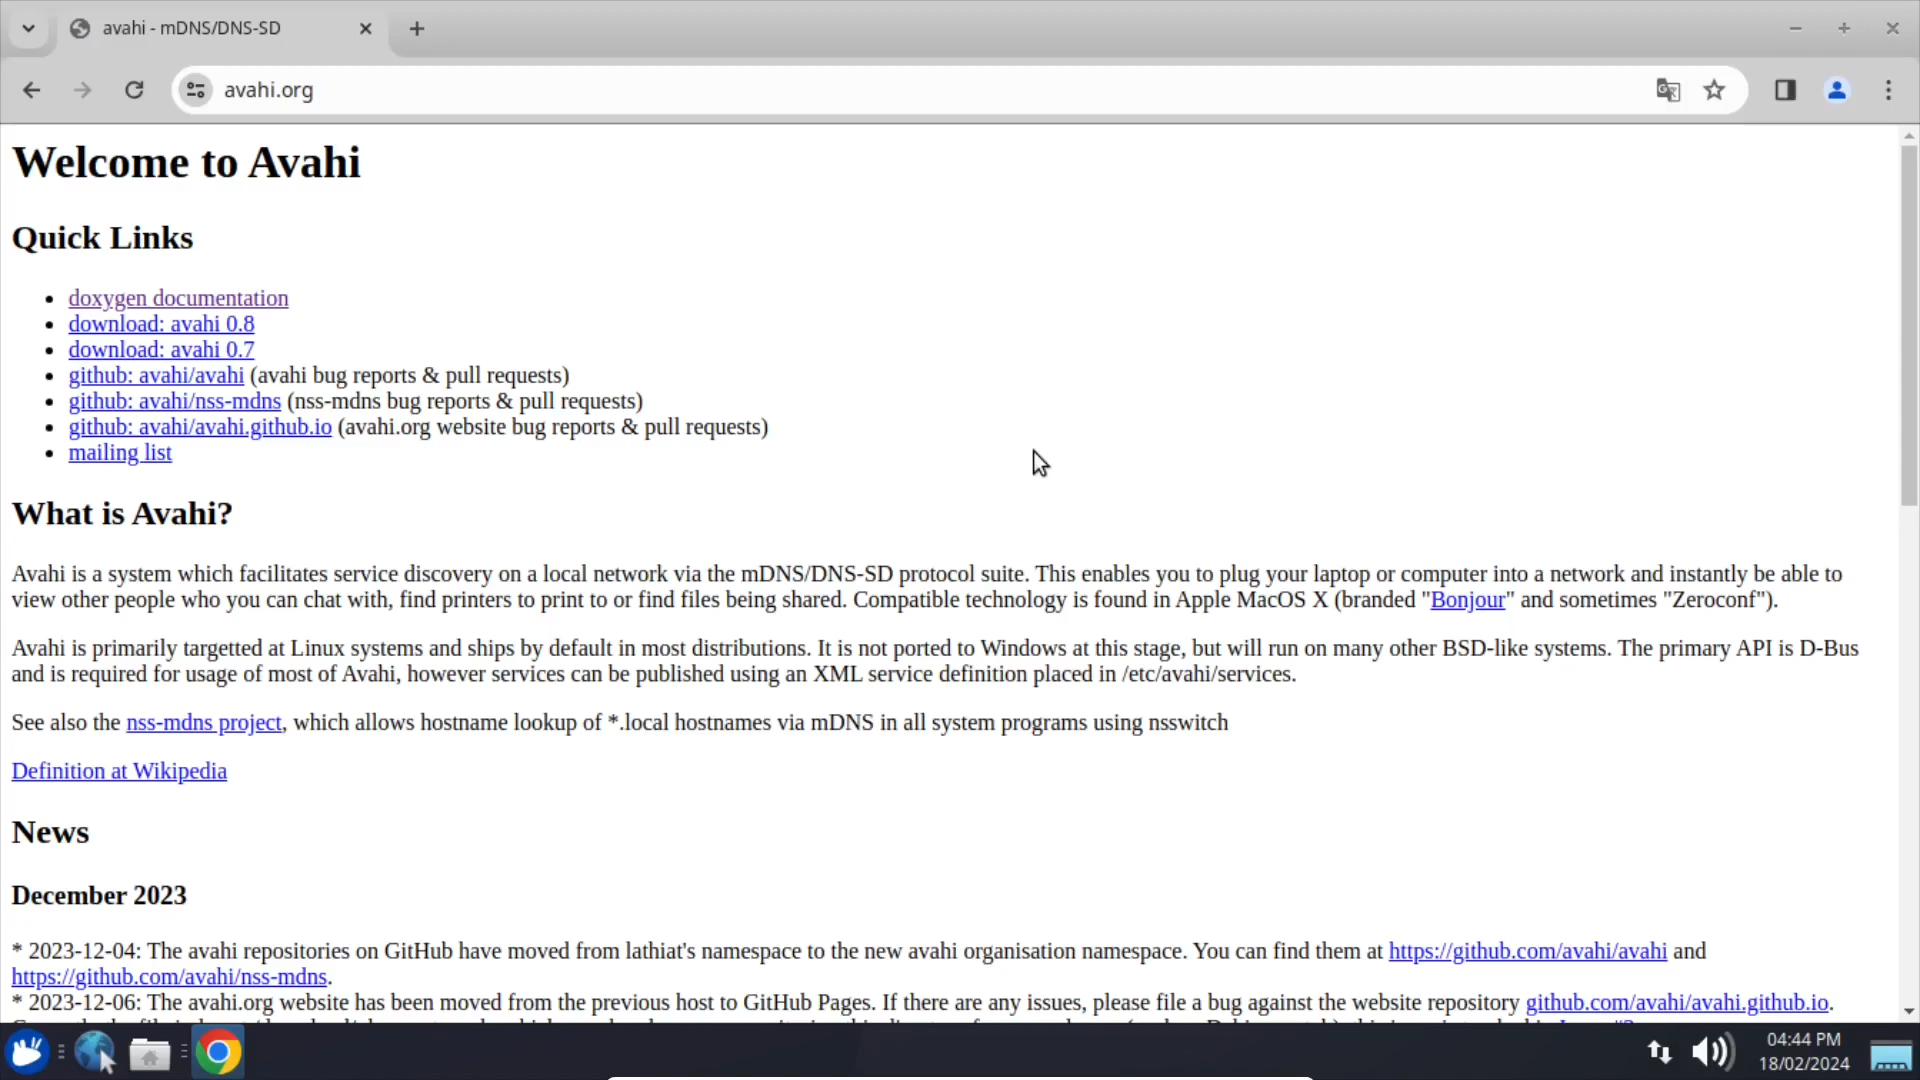 avahi - mDNS/DNS-SD
avahi.org
Welcome to Avahi
Quick Links
doxygen documentation
download: avahi 0.8
download: avahi 0.7
github: avahi/avahi (avahi bug reports & pull requests)
github: avahi/nss-mdns (nss-mdns bug reports & pull requests)
github: avahi/avahi.github.io (avahi.org website bug reports & pull requests)
mailing list
What is Avahi?
Avahi is a system which facilitates service discovery on a local network via the mDNS/DNS-SD protocol suite. This enables you to plug your laptop or computer into a network and instantly be able to
view other people who you can chat with, find printers to print to or find files being shared. Compatible technology is found in Apple MacOS X (branded "Bonjour" and sometimes "Zeroconf").
Avahi is primarily targetted at Linux systems and ships by default in most distributions. It is not ported to Windows at this stage, but will run on many other BSD-like systems. The primary API is D-Bus
and is required for usage of most of Avahi, however services can be published using an XML service definition placed in /etc/avahi/services.
See also the nss-mdns project, which allows hostname lookup of *.local hostnames via mDNS in all system programs using nsswitch
Definition at Wikipedia
News
December 2023
* 2023-12-04: The avahi repositories on GitHub have moved from lathiat's namespace to the new avahi organisation namespace. You can find them at https://github.com/avahi/avahi and
https://github.com/avahi/nss-mdns.
* 2023-12-06: The avahi.org website has been moved from the previous host to GitHub Pages. If there are any issues, please file a bug against the website repository github.com/avahi/avahi.github.io.
04:44 PM
18/02/2024